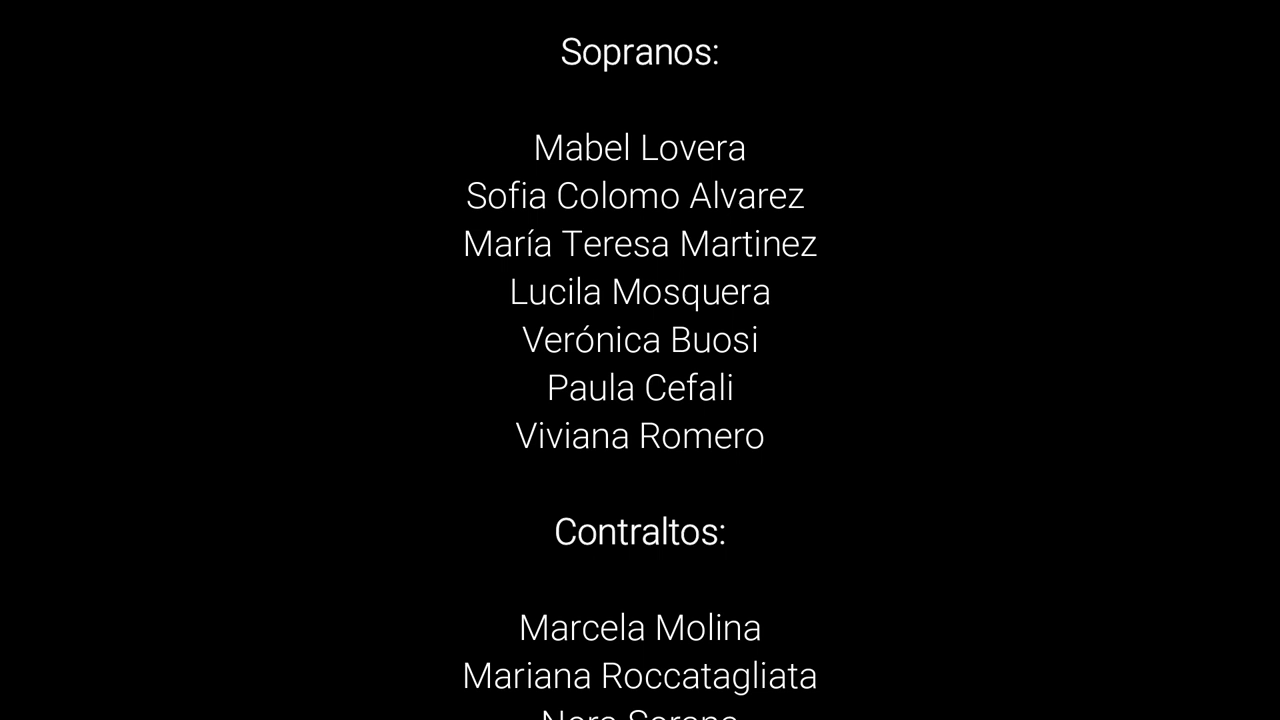 Sopranos:
Mabel Lovera
Sofia Colomo Alvarez
María Teresa Martinez
Lucila Mosquera
Verónica Buosi
Paula Cefali
Viviana Romero
Contraltos:
Marcela Molina
Mariana Roccatagliata